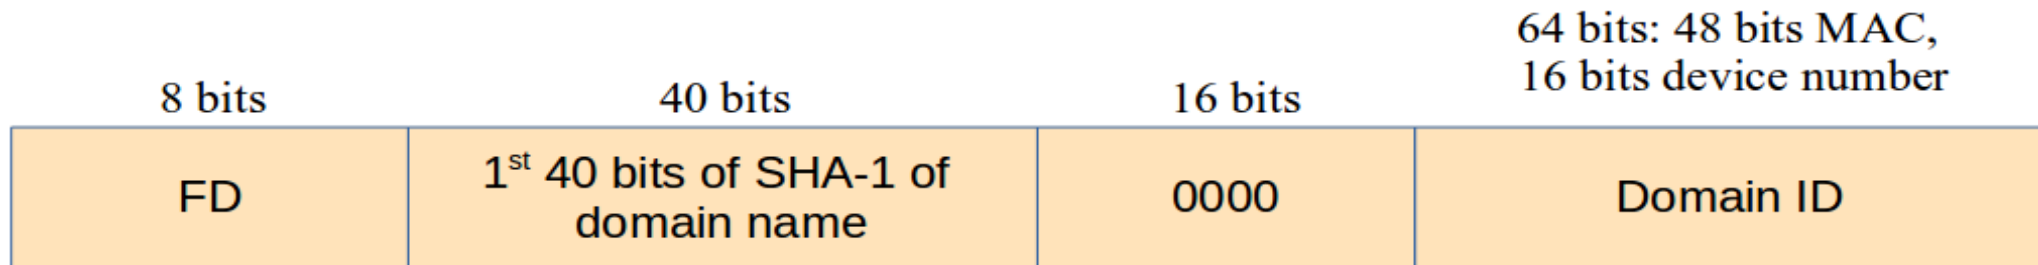 64 bits: 48 bits MAC,
16 bits device number
8 bits
40 bits
16 bits
FD
1st 40 bits of SHA-1 of
domain name
0000
Domain ID